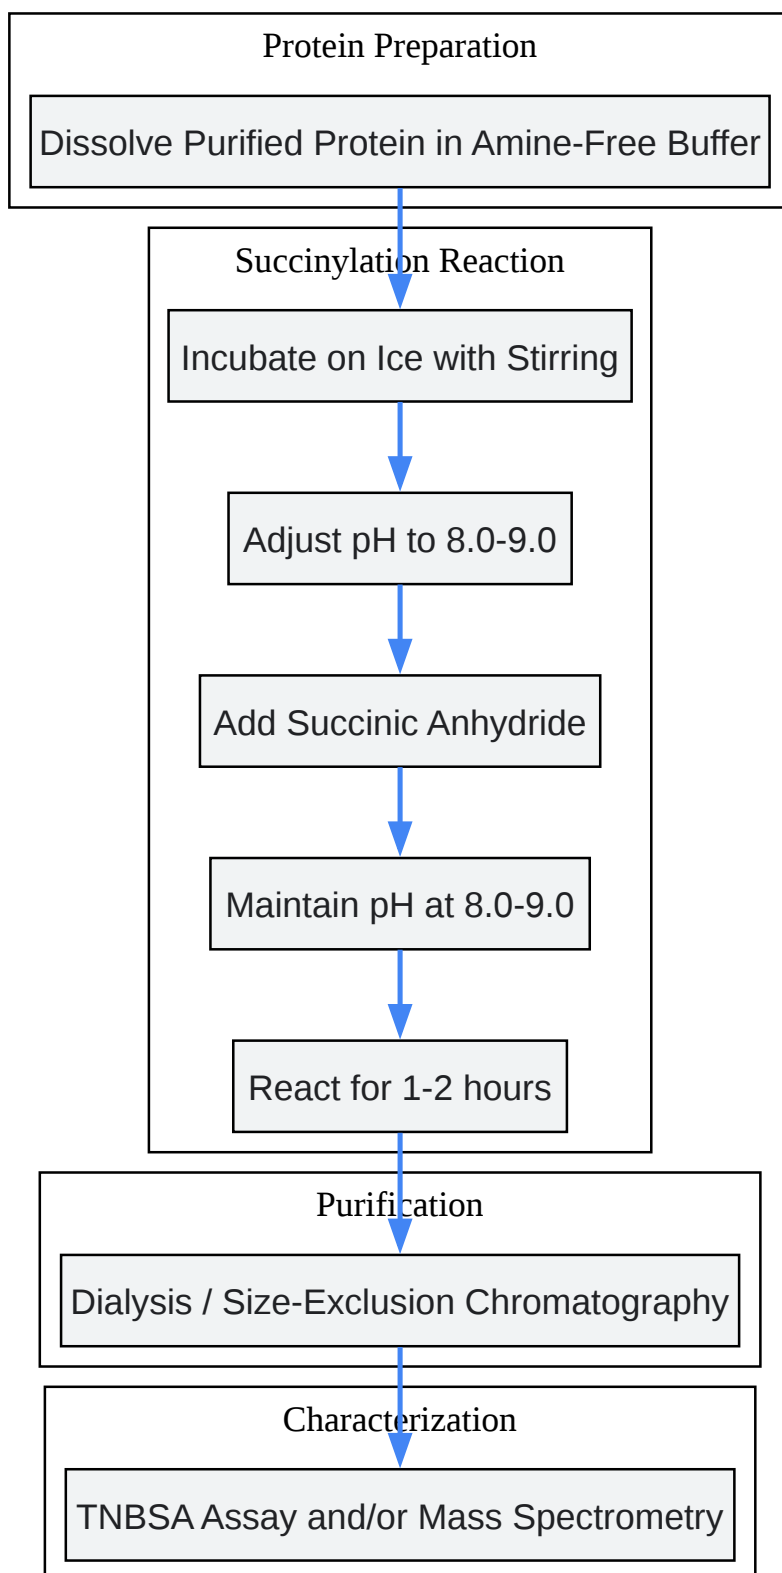 Protein Preparation
Dissolve Purified Protein in Amine-Free Buffer
Succinylation Reaction
Incubate on Ice with Stirring
Adjust pH to 8.0-9.0
Add Succinic Anhydride
Maintain pH at 8.0-9.0
React for 1-2 hours
Purification
Dialysis / Size-Exclusion Chromatography
Characterization
TNBSA Assay and/or Mass Spectrometry